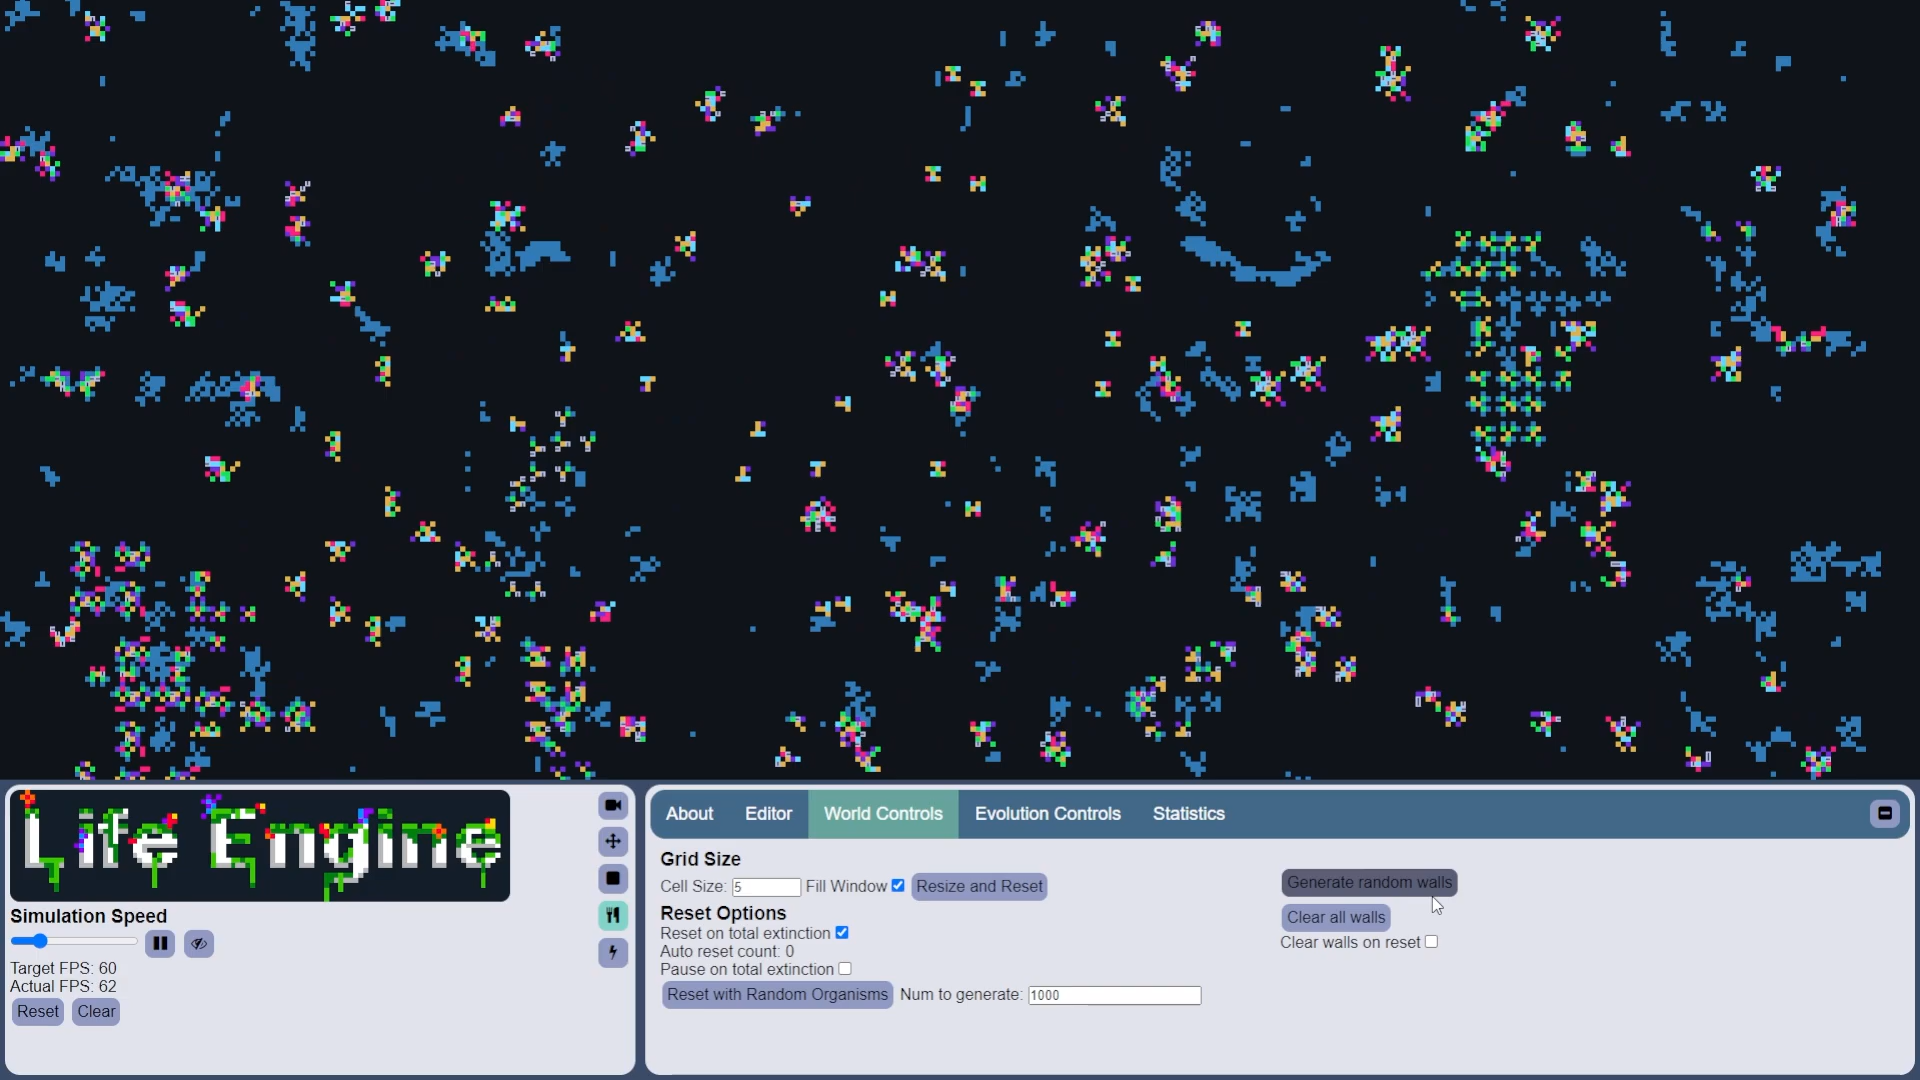 Life Engine
Simulation Speed
Target FPS: 60
Actual FPS: 62
Reset Clear
About Editor World Controls Evolution Controls Statistics
Grid Size
Cell Size: 5 Fill Window Resize and Reset
Reset Options
Reset on total extinction
Auto reset count: 0
Pause on total extinction
Reset with Random Organisms Num to generate: 1000
Generate random walls
Clear all walls
Clear walls on reset